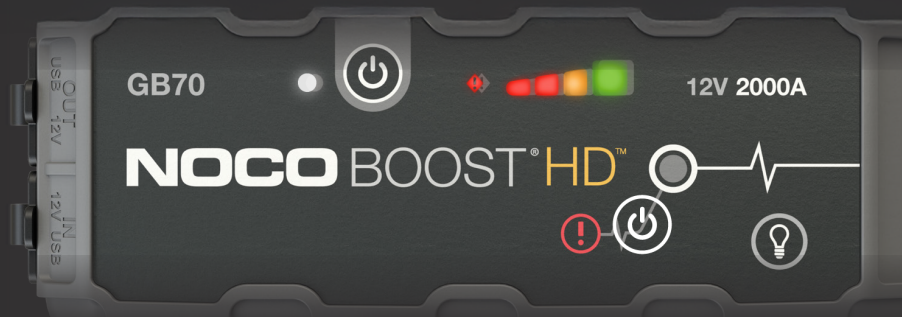 GB70
12V 2000A
NOCO BOOST® HD™
OUT
USB 12V
IN
12V USB